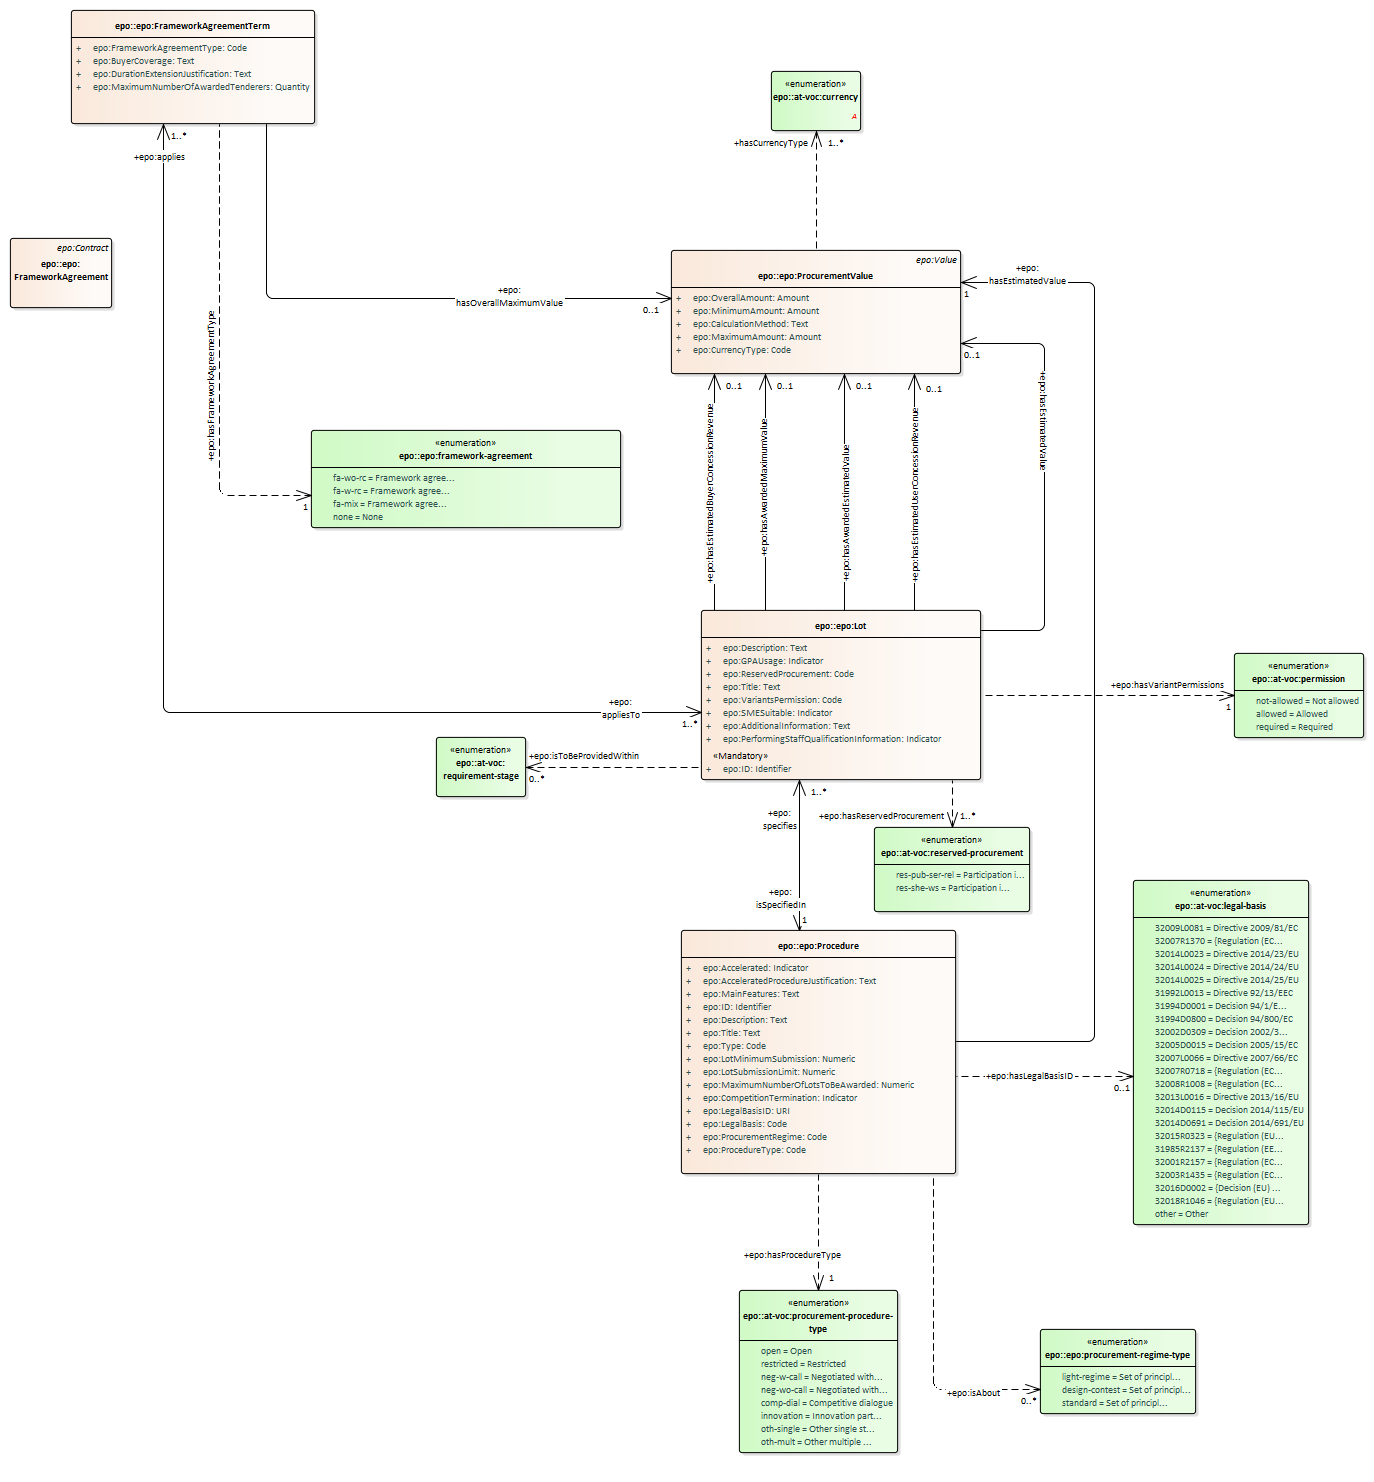 epo::epo:FrameworkAgreementTerm
+ epo:FrameworkAgreementType: Code
+ epo:BuyerCoverage: Text
+ epo:DurationExtensionJustification: Text
+ epo:MaximumNumberOfAwardedTenderers: Quantity
«enumeration»
epo::at-voc:currency
A
+hasCurrencyType
1..*
1..*
+epo:applies
epo:Contract
epo::epo:
FrameworkAgreement
epo:Value
epo::epo:ProcurementValue
+ epo:OverallAmount: Amount
+ epo:MinimumAmount: Amount
+ epo:CalculationMethod: Text
+ epo:MaximumAmount: Amount
+ epo:CurrencyType: Code
+epo:
hasEstimatedValue
1
+epo:
hasOverallMaximumValue
0..1
0..1
+epo:hasFrameworkAgreementType
1
«enumeration»
epo::epo:framework-agreement
fa-wo-rc = Framework agree...
fa-w-rc = Framework agree...
fa-mix = Framework agree...
none = None
0..1
0..1
0..1
0..1
+epo:hasEstimatedBuyerConcessionRevenue
+epo:hasAwardedMaximumValue
+epo:hasAwardedEstimatedValue
+epo:hasEstimatedUserConcessionRevenue
+epo:hasEstimatedValue
epo::epo:Lot
+ epo:Description: Text
+ epo:GPAUsage: Indicator
+ epo:ReservedProcurement: Code
+ epo:Title: Text
+ epo:VariantsPermission: Code
+ epo:SMESuitable: Indicator
+ epo:AdditionalInformation: Text
+ epo:PerformingStaffQualificationInformation: Indicator
«Mandatory»
+ epo:ID: Identifier
+epo:hasVariantPermissions
1
«enumeration»
epo::at-voc:permission
not-allowed = Not allowed
allowed = Allowed
required = Required
+epo:
appliesTo
1..*
«enumeration»
epo::at-voc:
requirement-stage
+epo:isToBeProvidedWithin
0..*
1..*
+epo:
specifies
+epo:hasReservedProcurement
1..*
«enumeration»
epo::at-voc:reserved-procurement
res-pub-ser-rel = Participation i...
res-she-ws = Participation i...
+epo:
isSpecifiedIn
1
epo::epo:Procedure
+ epo:Accelerated: Indicator
+ epo:AcceleratedProcedureJustification: Text
+ epo:MainFeatures: Text
+ epo:ID: Identifier
+ epo:Description: Text
+ epo:Title: Text
+ epo:Type: Code
+ epo:LotMinimumSubmission: Numeric
+ epo:LotSubmissionLimit: Numeric
+ epo:MaximumNumberOfLotsToBeAwarded: Numeric
+ epo:CompetitionTermination: Indicator
+ epo:LegalBasisID: URI
+ epo:LegalBasis: Code
+ epo:ProcurementRegime: Code
+ epo:ProcedureType: Code
+epo:hasLegalBasisID
0..1
«enumeration»
epo::at-voc:legal-basis
32009L0081 = Directive 2009/81/EC
32007R1370 = (Regulation (EC...
32014L0023 = Directive 2014/23/EU
32014L0024 = Directive 2014/24/EU
32014L0025 = Directive 2014/25/EU
31992L0013 = Directive 92/13/EEC
31994D0001 = Decision 94/1/E...
31994D0800 = Decision 94/800/EC
32002D0309 = Decision 2002/3...
32005D0015 = Decision 2005/15/EC
32007L0066 = Directive 2007/66/EC
32007R0718 = (Regulation (EC...
32008R1008 = (Regulation (EC...
32013L0016 = Directive 2013/16/EU
32014D0115 = Decision 2014/115/EU
32014D0691 = Decision 2014/691/EU
32015R0323 = (Regulation (EU...
31985R2137 = (Regulation (EE...
32001R2157 = (Regulation (EC...
32003R1435 = (Regulation (EC...
32016D0002 = (Decision (EU) ...
32018R1046 = (Regulation (EU...
other = Other
+epo:hasProcedureType
1
«enumeration»
epo::at-voc:procurement-procedure-
type
open = Open
restricted = Restricted
neg-w-call = Negotiated with...
neg-wo-call = Negotiated with...
comp-dial = Competitive dialogue
innovation = Innovation part...
oth-single = Other single st...
oth-mult = Other multiple ...
+epo:isAbout
0..*
«enumeration»
epo::epo:procurement-regime-type
light-regime = Set of principl...
design-contest = Set of principl...
standard = Set of principl...